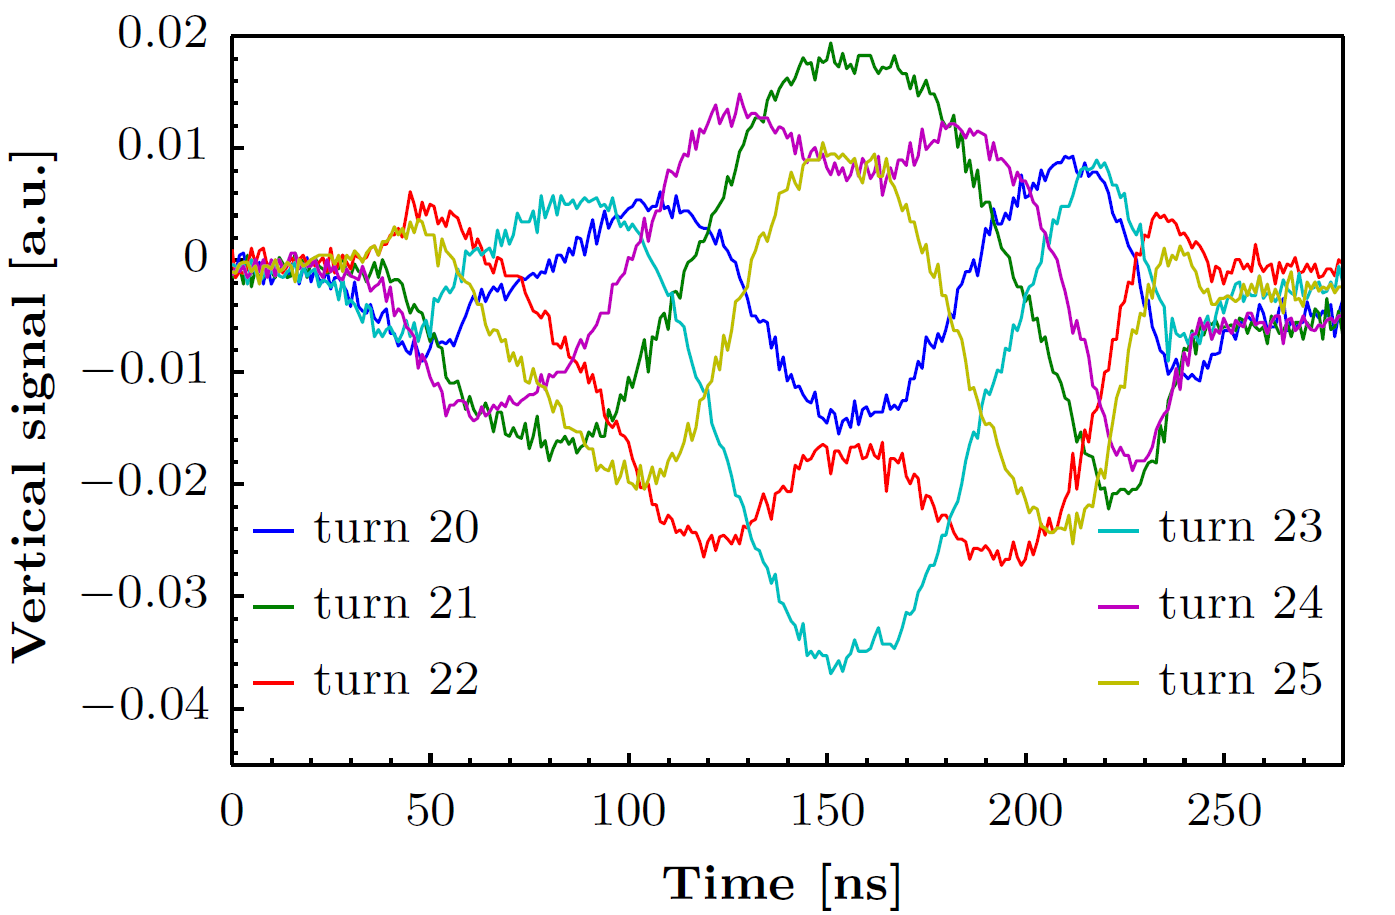 0.02
0.01
0
−0.01
−0.02
−0.03
−0.04
Vertical signal [a.u.]
turn 20
turn 21
turn 22
turn 23
turn 24
turn 25
0 50 100 150 200 250
Time [ns]